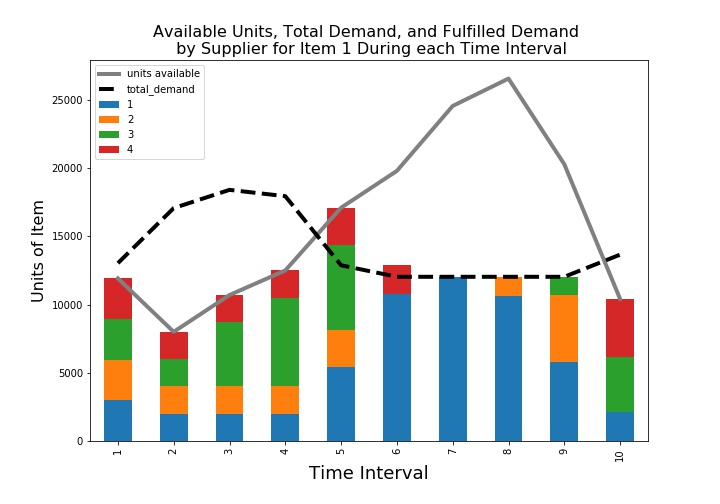 Available Units, Total Demand, and Fulfilled Demand
by Supplier for Item 1 During each Time Interval
units available
total_demand
1
2
3
4
25000
20000
15000
10000
5000
0
Units of Item
1 2 3 4 5 6 7 8 9 10
Time Interval